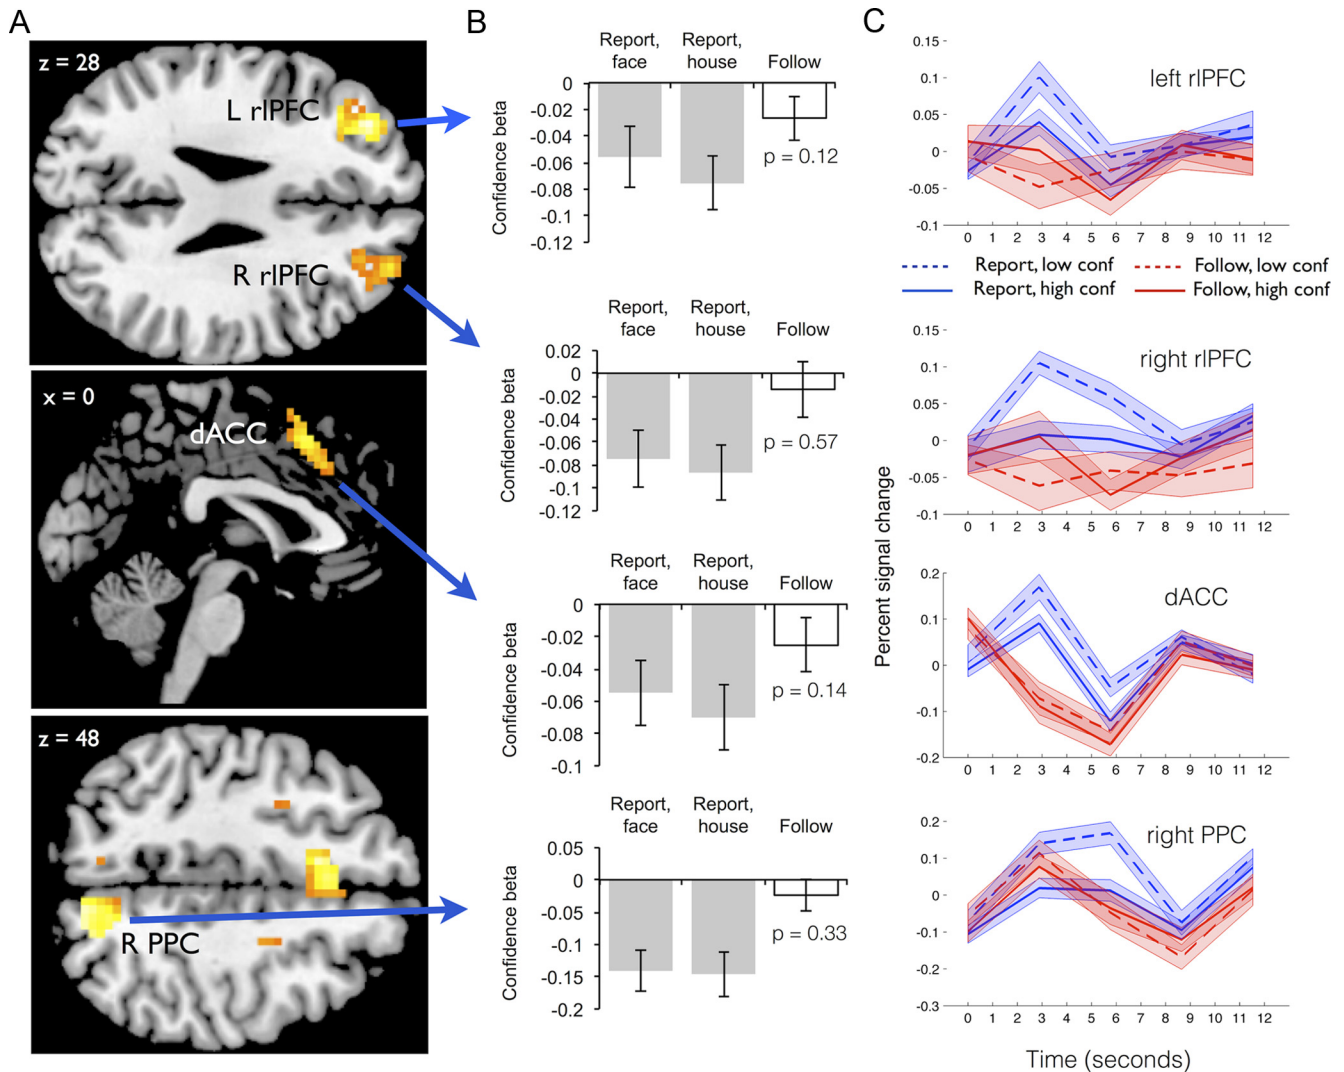 A
z = 28
L rlPFC
R rlPFC
x = 0
dACC
z = 48
R PPC
B
Report, face
Report, house
Follow
Confidence beta
0
-0.02
-0.04
-0.06
-0.08
-0.1
-0.12
p = 0.12
Report, face
Report, house
Follow
Confidence beta
0.02
0
-0.02
-0.04
-0.06
-0.08
-0.1
-0.12
p = 0.57
Report, face
Report, house
Follow
Confidence beta
0
-0.02
-0.04
-0.06
-0.08
-0.1
p = 0.14
Report, face
Report, house
Follow
Confidence beta
0.05
0
-0.05
-0.1
-0.15
-0.2
p = 0.33
C
Percent signal change
left rlPFC
0.15
0.1
0.05
0
-0.05
-0.1
0 1 2 3 4 5 6 7 8 9 10 11 12
Report, low conf
Follow, low conf
Report, high conf
Follow, high conf
right rlPFC
0.15
0.1
0.05
0
-0.05
-0.1
0 1 2 3 4 5 6 7 8 9 10 11 12
dACC
0.2
0.1
0
-0.1
-0.2
0 1 2 3 4 5 6 7 8 9 10 11 12
right PPC
0.2
0.1
0
-0.1
-0.2
-0.3
0 1 2 3 4 5 6 7 8 9 10 11 12
Time (seconds)